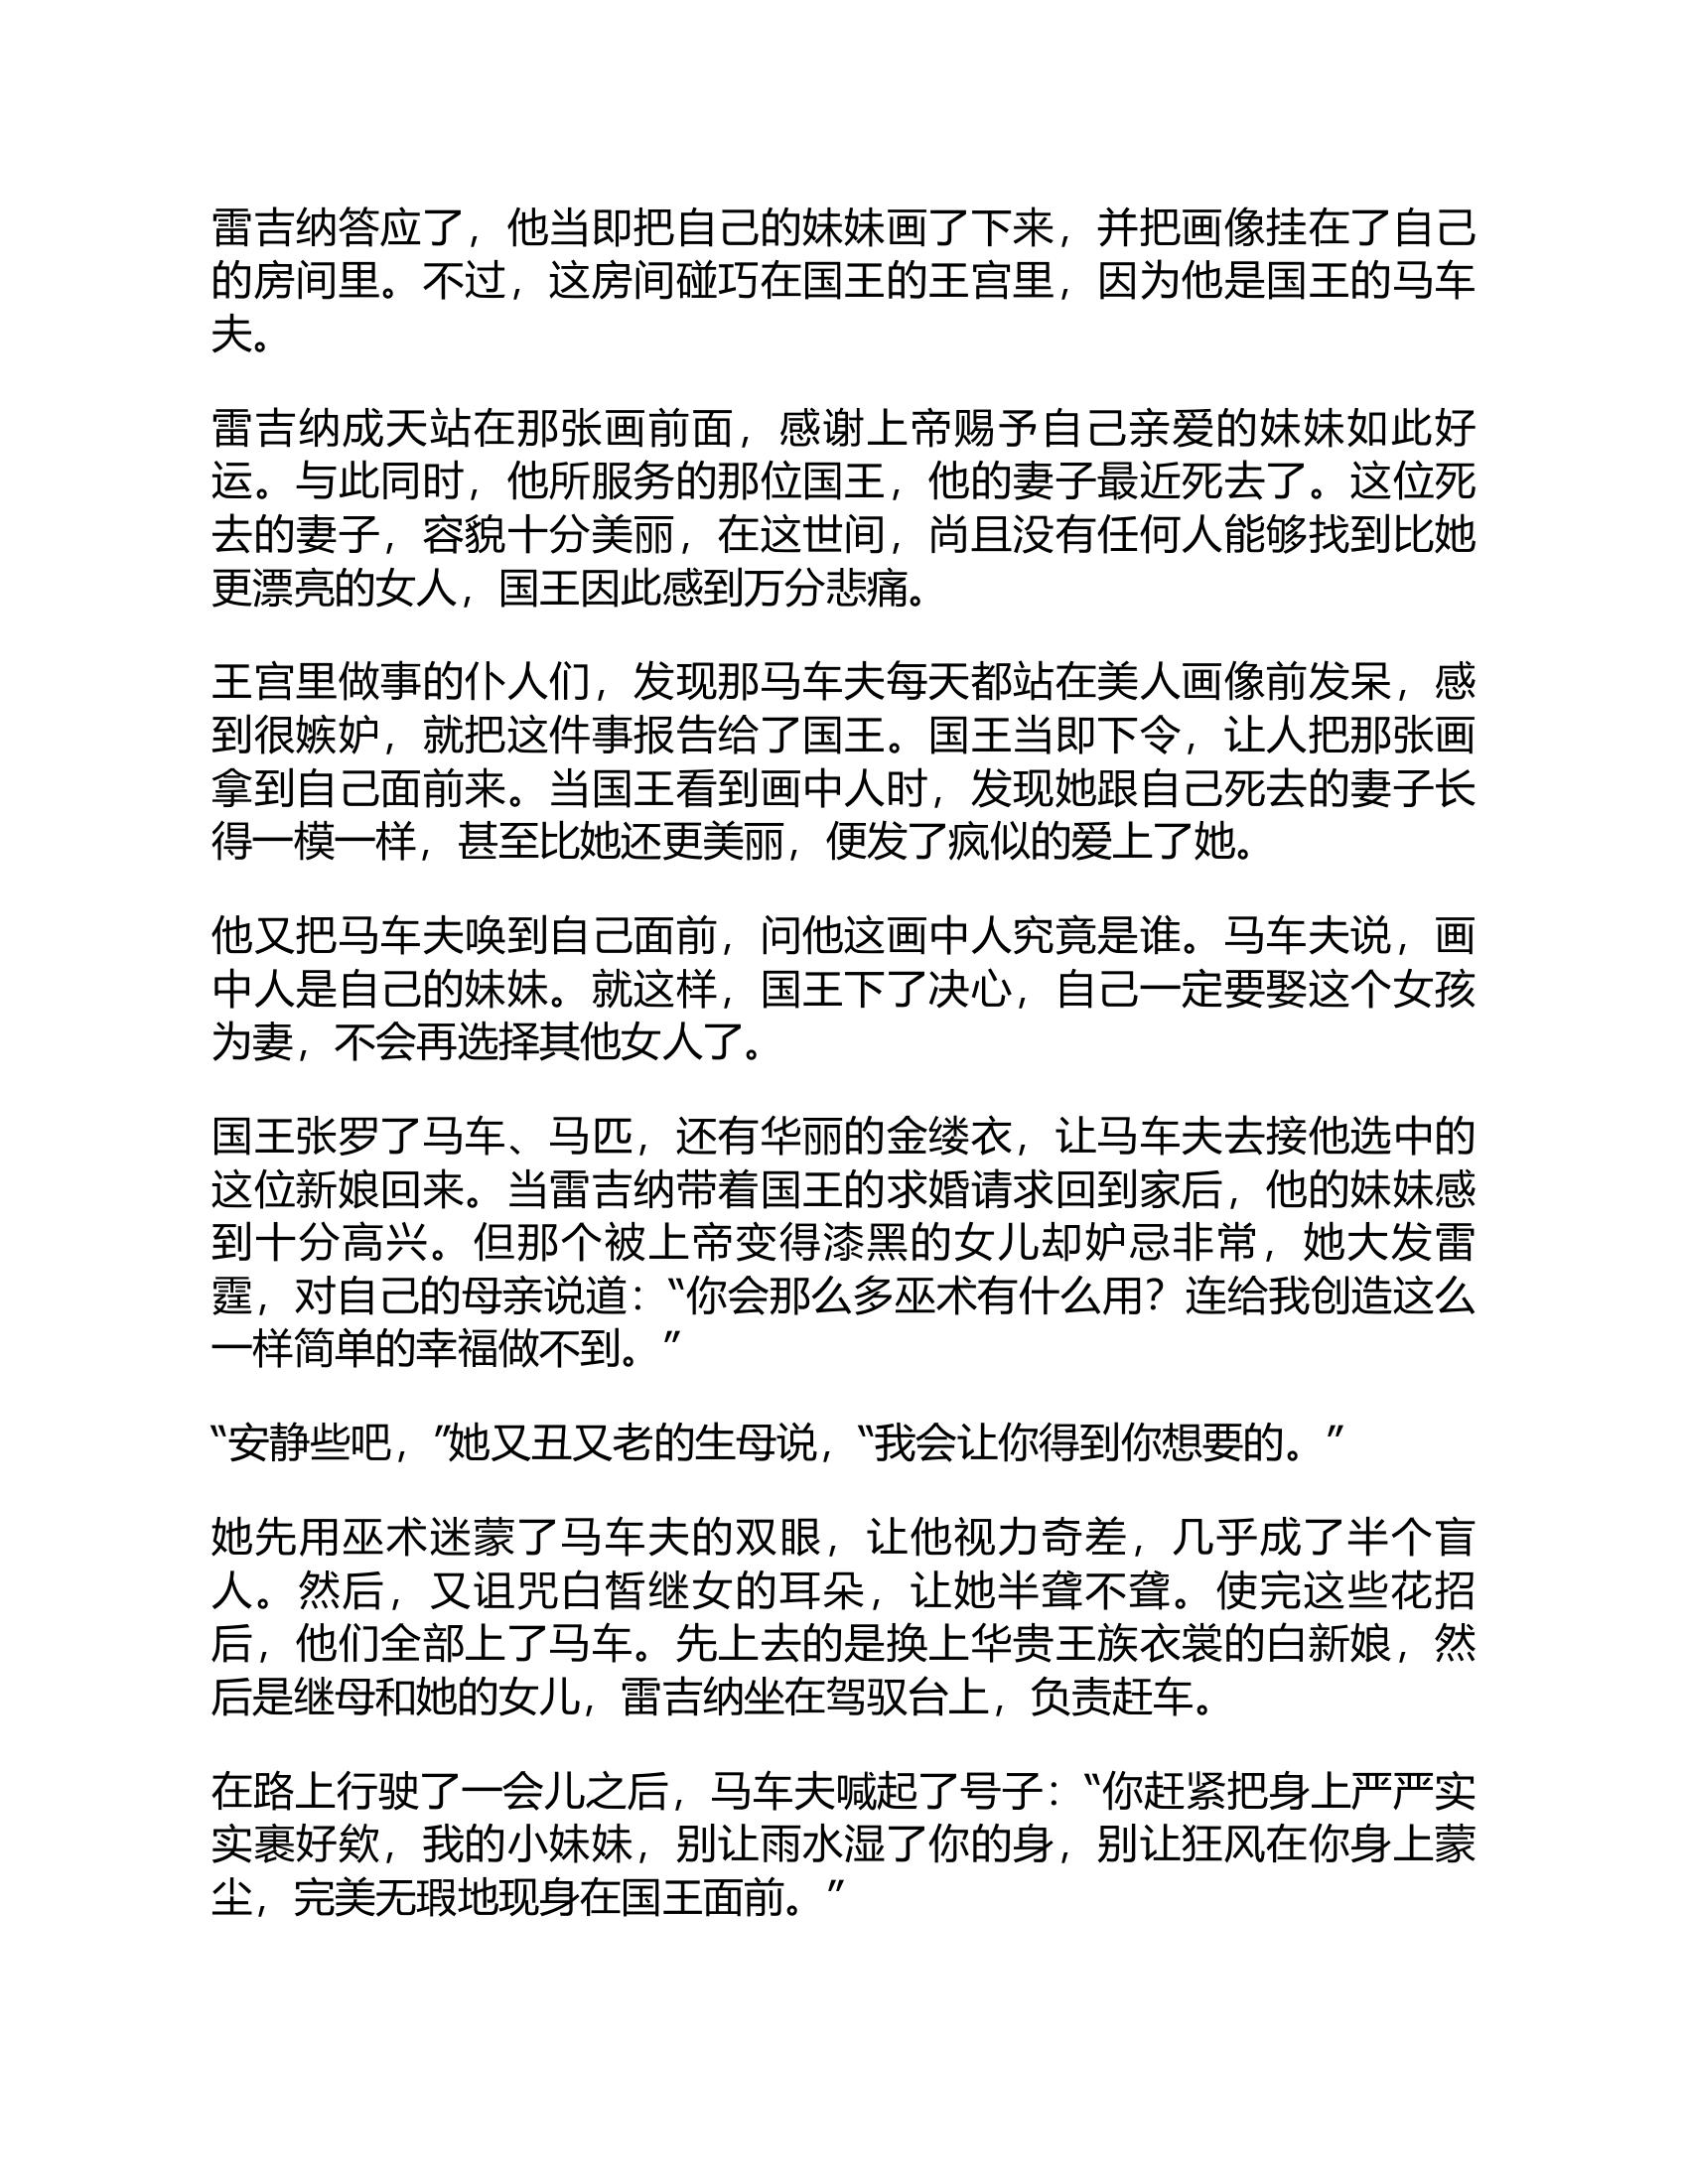 雷吉纳答应了，他当即把自己的妹妹画了下来，并把画像挂在了自己
的房间里。不过，这房间碰巧在国王的王宫里，因为他是国王的马车
夫。
雷吉纳成天站在那张画前面，感谢上帝赐予自己亲爱的妹妹如此好
运。与此同时，他所服务的那位国王，他的妻子最近死去了。这位死
去的妻子，容貌十分美丽，在这世间，尚且没有任何人能够找到比她
更漂亮的女人，国王因此感到万分悲痛。
王宫里做事的仆人们，发现那马车夫每天都站在美人画像前发呆，感
到很嫉妒，就把这件事报告给了国王。国王当即下令，让人把那张画
拿到自己面前来。当国王看到画中人时，发现她跟自己死去的妻子长
得一模一样，甚至比她还更美丽，便发了疯似的爱上了她。
他又把马车夫唤到自己面前，问他这画中人究竟是谁。马车夫说，画
中人是自己的妹妹。就这样，国王下了决心，自己一定要娶这个女孩
为妻，不会再选择其他女人了。
国王张罗了马车、马匹，还有华丽的金缕衣，让马车夫去接他选中的
这位新娘回来。当雷吉纳带着国王的求婚请求回到家后，他的妹妹感
到十分高兴。但那个被上帝变得漆黑的女儿却妒忌非常，她大发雷
霆，对自己的母亲说道：“你会那么多巫术有什么用？连给我创造这么
一样简单的幸福做不到。”
“安静些吧，”她又丑又老的生母说，“我会让你得到你想要的。”
她先用巫术迷蒙了马车夫的双眼，让他视力奇差，几乎成了半个盲
人。然后，又诅咒白皙继女的耳朵，让她半聋不聋。使完这些花招
后，他们全部上了马车。先上去的是换上华贵王族衣裳的白新娘，然
后是继母和她的女儿，雷吉纳坐在驾驭台上，负责赶车。
在路上行驶了一会儿之后，马车夫喊起了号子：“你赶紧把身上严严实
实裹好欸，我的小妹妹，别让雨水湿了你的身，别让狂风在你身上蒙
尘，完美无瑕地现身在国王面前。”